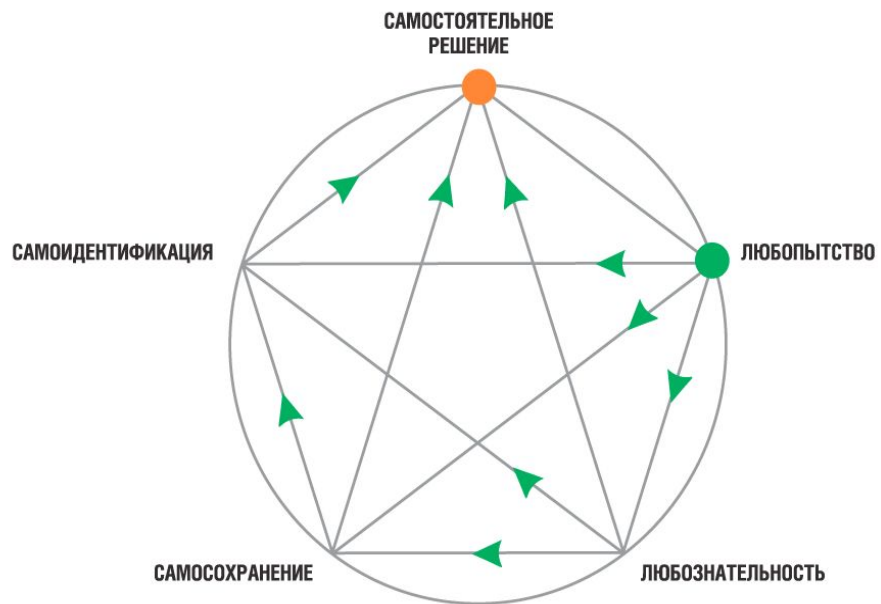 САМОСТОЯТЕЛЬНОЕ
РЕШЕНИЕ
САМОИДЕНТИФИКАЦИЯ
ЛЮБОПЫТСТВО
САМОСОХРАНЕНИЕ
ЛЮБОЗНАТЕЛЬНОСТЬ